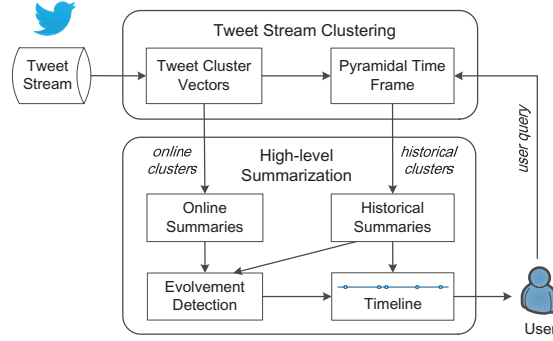 Tweet Stream Clustering
Tweet
Stream
Tweet Cluster
Vectors
Pyramidal Time
Frame
online
clusters
High-level
Summarization
historical
clusters
user query
Online
Summaries
Historical
Summaries
Evolvement
Detection
Timeline
User